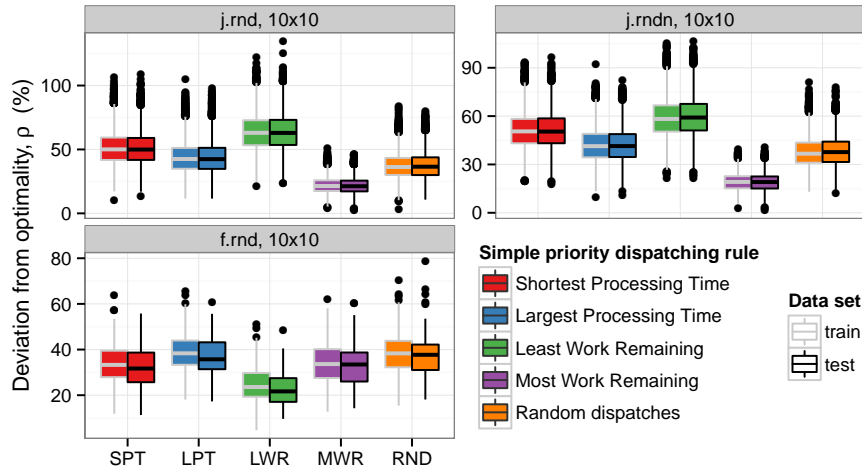 j.rnd, 10x10
j.rndn, 10x10
100
50
0
90
60
30
0
f.rnd, 10x10
80
60
40
20
Deviation from optimality, ρ (%)
SPT LPT LWR MWR RND
Simple priority dispatching rule
Shortest Processing Time
Largest Processing Time
Least Work Remaining
Most Work Remaining
Random dispatches
Data set
train
test